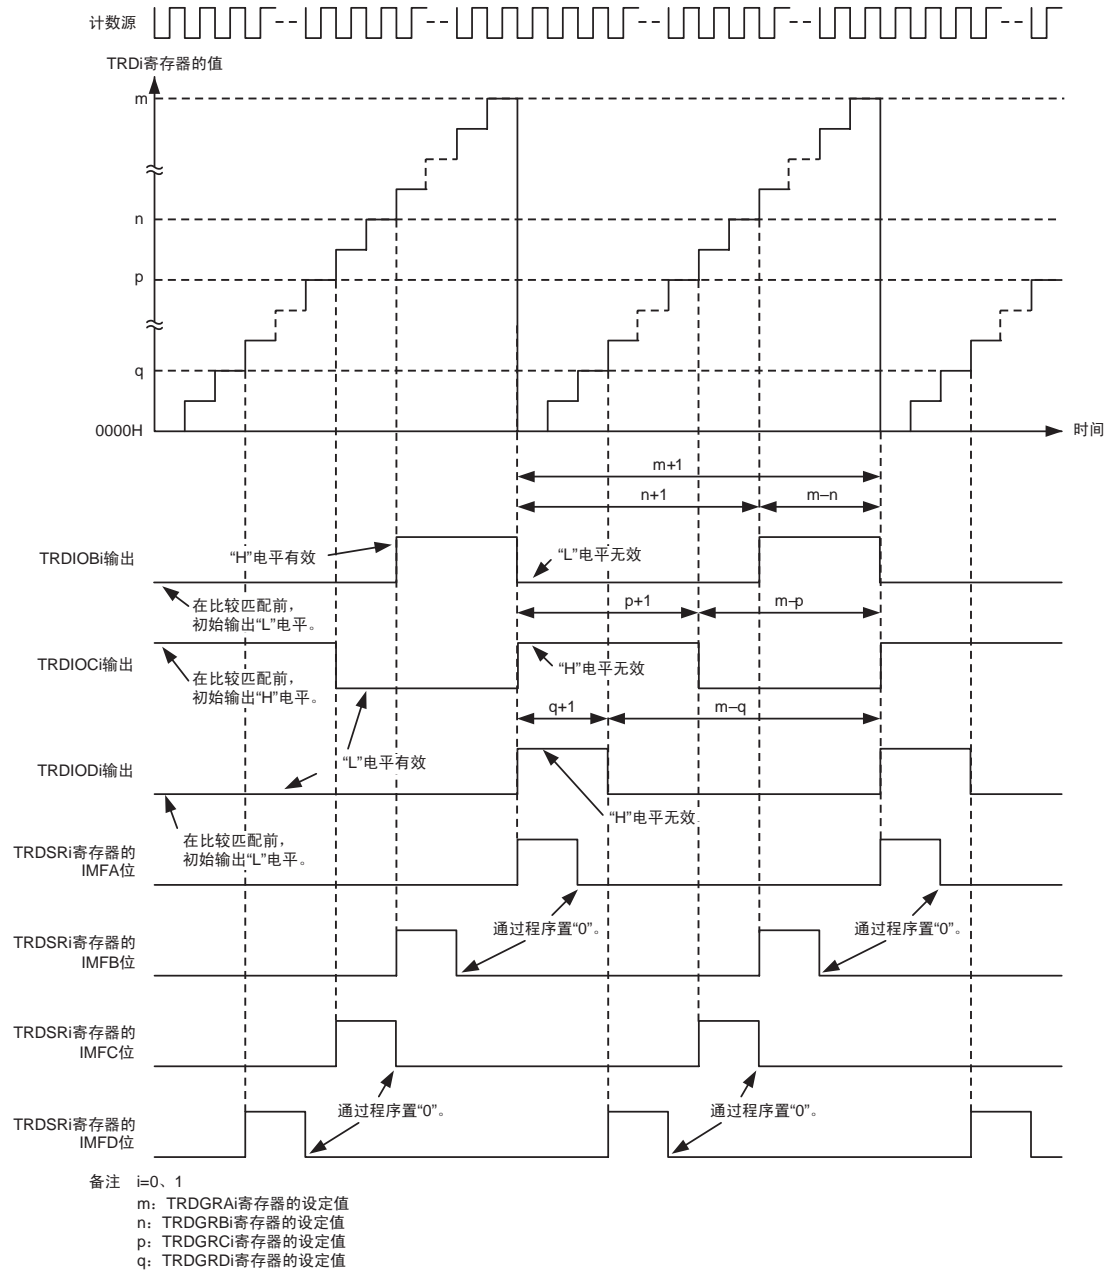 计数源
TRDi寄存器的值
m
n
p
q
0000H
时间
m+1
n+1
m–n
TRDIOBi输出
“H”电平有效
“L”电平无效
在比较匹配前，
初始输出“L”电平。
p+1
m–p
TRDIOCi输出
“H”电平无效
在比较匹配前，
初始输出“H”电平。
q+1
m–q
“L”电平有效
TRDIODi输出
“H”电平无效
在比较匹配前，
初始输出“L”电平。
TRDSRi寄存器的
IMFA位
通过程序置“0”。
通过程序置“0”。
TRDSRi寄存器的
IMFB位
TRDSRi寄存器的
IMFC位
通过程序置“0”。
通过程序置“0”。
TRDSRi寄存器的
IMFD位
备注 i=0、1
m：TRDGRAi寄存器的设定值
n：TRDGRBi寄存器的设定值
p：TRDGRCi寄存器的设定值
q：TRDGRDi寄存器的设定值